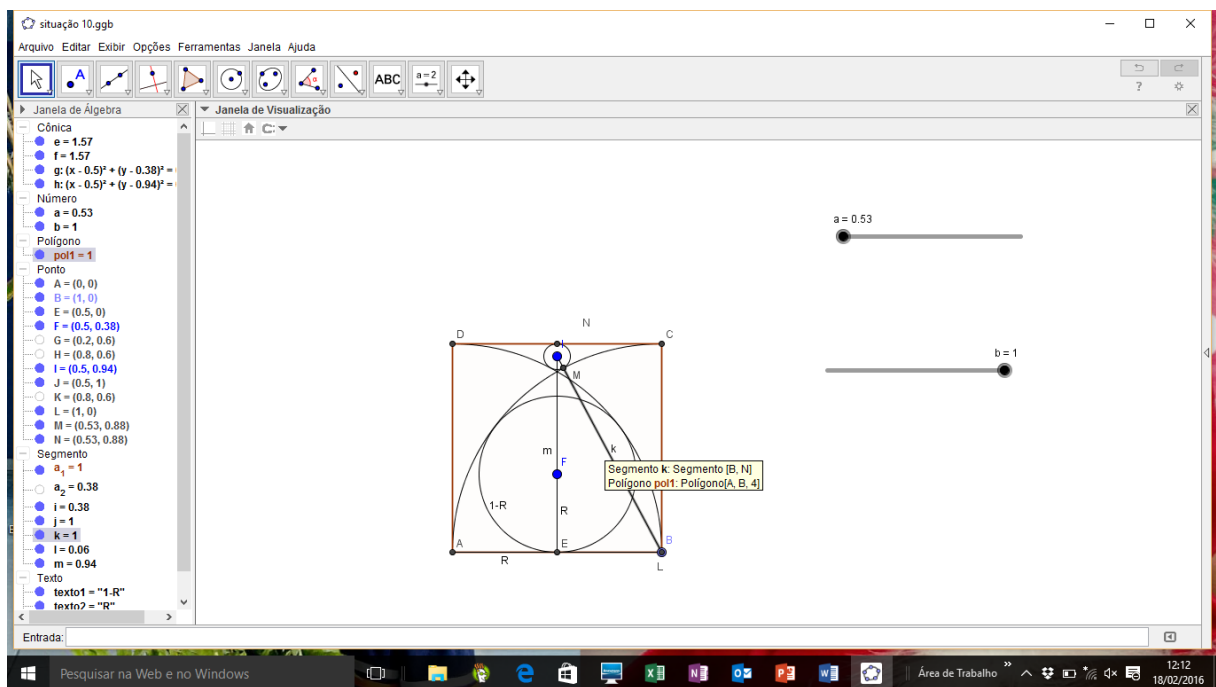 situação 10.ggb
Arquivo Editar Exibir Opções Ferramentas Janela Ajuda
A
α
ABC
a = 2
?
Janela de Álgebra
Janela de Visualização
Cônica
e = 1.57
f = 1.57
g: (x - 0.5)² + (y - 0.38)² =
h: (x - 0.5)² + (y - 0.94)² =
Número
a = 0.53
b = 1
Polígono
pol1 = 1
Ponto
A = (0, 0)
B = (1, 0)
E = (0.5, 0)
F = (0.5, 0.38)
G = (0.2, 0.6)
H = (0.8, 0.6)
I = (0.5, 0.94)
J = (0.5, 1)
K = (0.8, 0.6)
L = (1, 0)
M = (0.53, 0.88)
N = (0.53, 0.88)
Segmento
a₁ = 1
a₂ = 0.38
i = 0.38
j = 1
k = 1
l = 0.06
m = 0.94
Texto
texto1 = "1-R"
texto2 = "R"
a = 0.53
b = 1
N
D
C
M
m
k
F
Segmento k: Segmento [B, N]
Polígono pol1: Polígono[A, B, 4]
1-R
R
A
E
B
R
L
Entrada:
Pesquisar na Web e no Windows
Área de Trabalho
12:12
18/02/2016